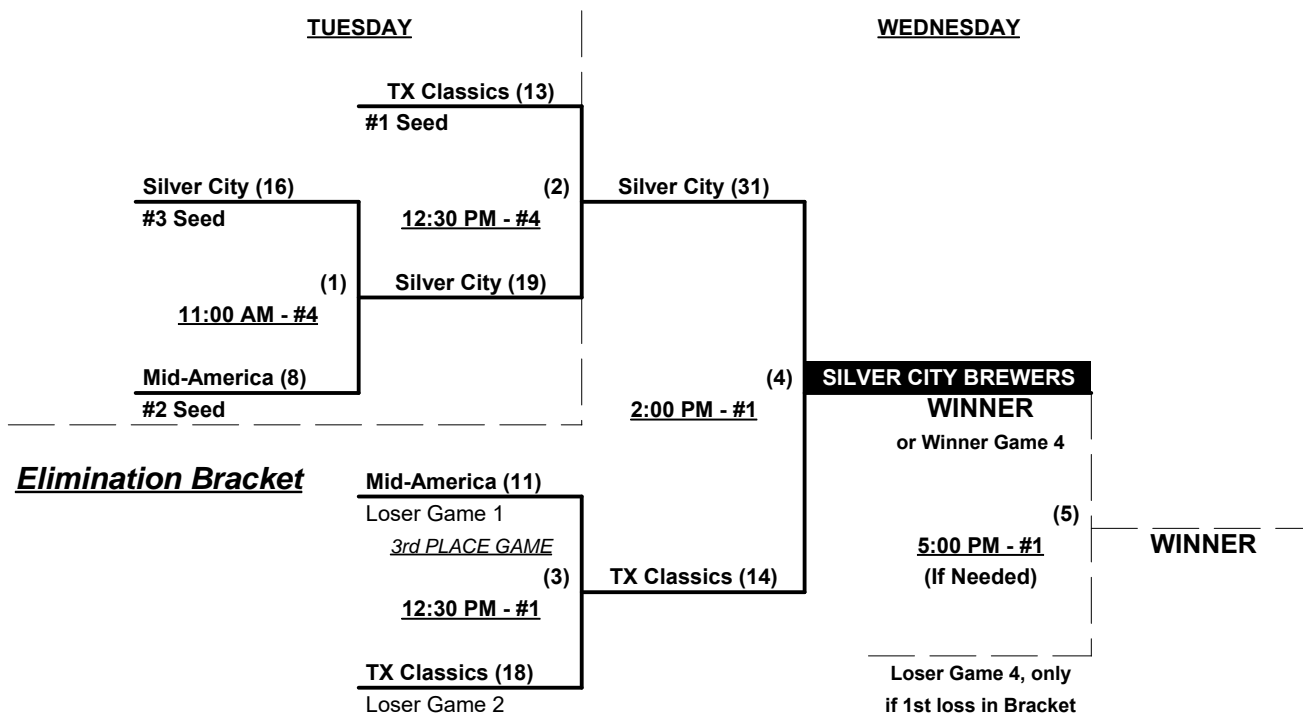 TUESDAY
WEDNESDAY
TX Classics (13)
#1 Seed
Silver City (16)
(2)
Silver City (31)
#3 Seed
12:30 PM - #4
(1)
Silver City (19)
11:00 AM - #4
Mid-America (8)
(4)
SILVER CITY BREWERS
#2 Seed
2:00 PM - #1
WINNER
or Winner Game 4
Elimination Bracket
Mid-America (11)
Loser Game 1
3rd PLACE GAME
(5)
5:00 PM - #1
WINNER
(3)
TX Classics (14)
(If Needed)
12:30 PM - #1
TX Classics (18)
Loser Game 2
Loser Game 4, only
if 1st loss in Bracket